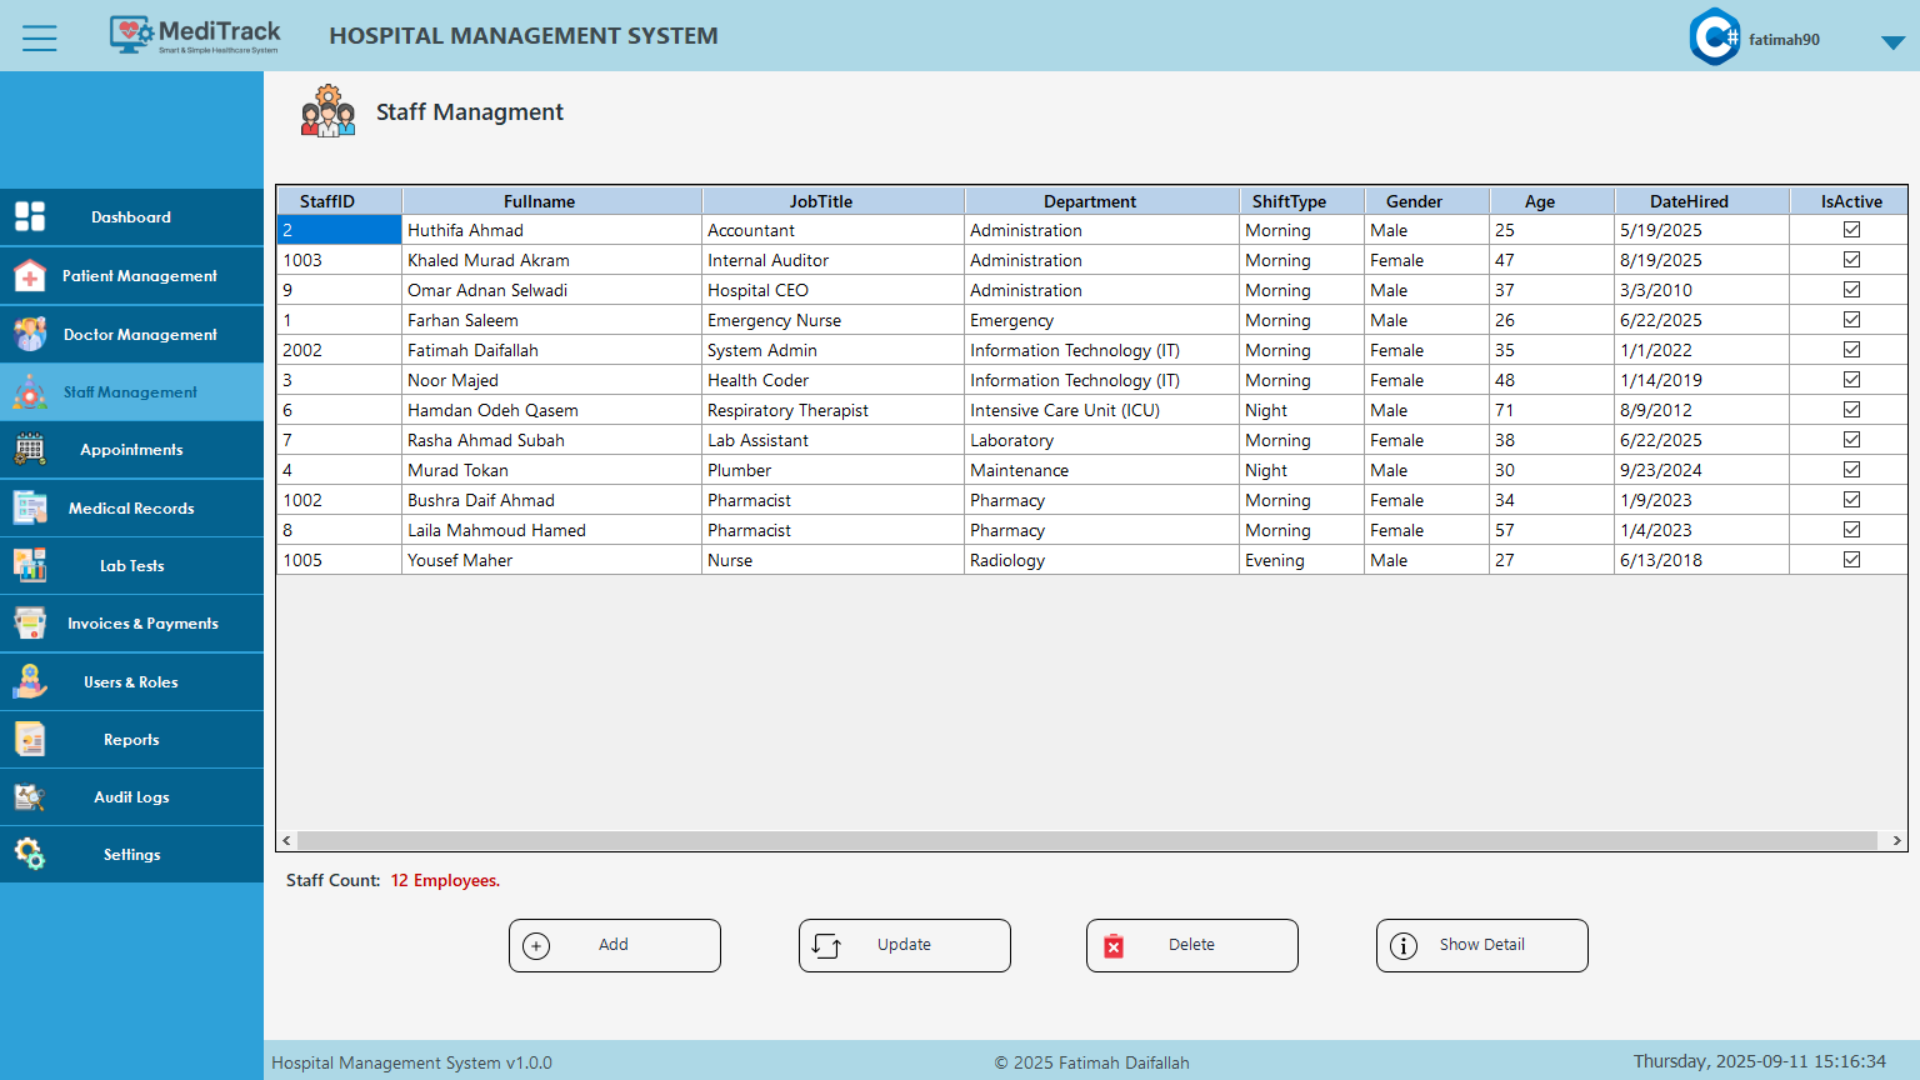 MediTrack
Smart & Simple Healthcare System
HOSPITAL MANAGEMENT SYSTEM
C#
fatimah90
Staff Managment
Dashboard
Patient Management
Doctor Management
Staff Management
Appointments
Medical Records
Lab Tests
Invoices & Payments
Users & Roles
Reports
Audit Logs
Settings
StaffID Fullname JobTitle Department ShiftType Gender Age DateHired IsActive
2 Huthifa Ahmad Accountant Administration Morning Male 25 5/19/2025
1003 Khaled Murad Akram Internal Auditor Administration Morning Female 47 8/19/2025
9 Omar Adnan Selwadi Hospital CEO Administration Morning Male 37 3/3/2010
1 Farhan Saleem Emergency Nurse Emergency Morning Male 26 6/22/2025
2002 Fatimah Daifallah System Admin Information Technology (IT) Morning Female 35 1/1/2022
3 Noor Majed Health Coder Information Technology (IT) Morning Female 48 1/14/2019
6 Hamdan Odeh Qasem Respiratory Therapist Intensive Care Unit (ICU) Night Male 71 8/9/2012
7 Rasha Ahmad Subah Lab Assistant Laboratory Morning Female 38 6/22/2025
4 Murad Tokan Plumber Maintenance Night Male 30 9/23/2024
1002 Bushra Daif Ahmad Pharmacist Pharmacy Morning Female 34 1/9/2023
8 Laila Mahmoud Hamed Pharmacist Pharmacy Morning Female 57 1/4/2023
1005 Yousef Maher Nurse Radiology Evening Male 27 6/13/2018
Staff Count: 12 Employees.
Add
Update
Delete
Show Detail
Hospital Management System v1.0.0
© 2025 Fatimah Daifallah
Thursday, 2025-09-11 15:16:34